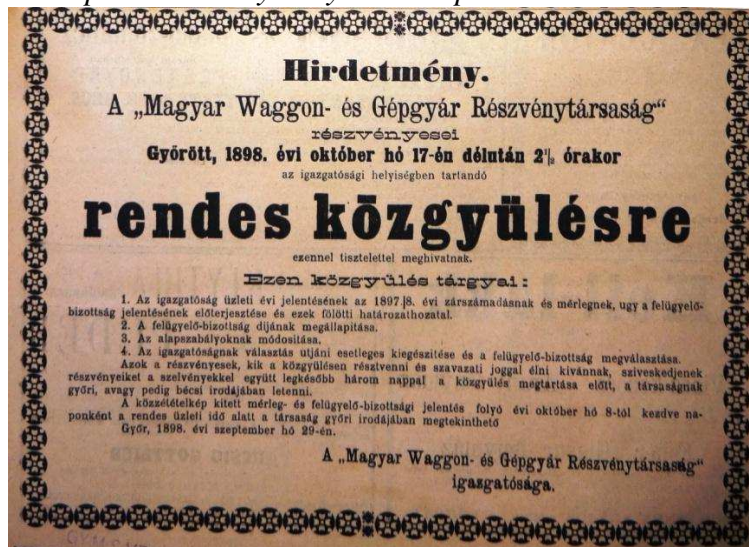 Hirdetmény.
A „Magyar Waggon- és Gépgyár Részvénytársaság“
részvényesei
Győrött, 1898. évi október hó 17-én délután 2½ órakor
az igazgatósági helyiségben tartandó
rendes közgyülésre
ezennel tisztelettel meghivatnak.
Ezen közgyülés tárgyai:
1. Az igazgatóság üzleti évi jelentésének az 1897.|8. évi zárszámadásnak és mérlegnek, ugy a felügyelő-
bizottság jelentésének előterjesztése és ezek fölötti határozathozatal.
2. A felügyelő-bizottság dijának megállapitása.
3. Az alapszabályoknak módositása.
4. Az igazgatóságnak választás utjáni esetleges kiegészitése és a felügyelő-bizottság megválasztása.
Azok a részvényesek, kik a közgyülésen résztvenni és szavazati joggal élni kivánnak, sziveskedjenek
részvényeiket a szelvényekkel együtt legkésőbb három nappal a közgyülés megtartása előtt, a társaságnak
győri, avagy pedig bécsi irodájában letenni.
A közzétételkép kitett mérleg- és felügyelő-bizottsági jelentés folyó évi október hó 8-tól kezdve na-
ponként a rendes üzleti idő alatt a társaság győri irodájában megtekinthető
Győr, 1898. évi szeptember hó 29-én.
A „Magyar Waggon- és Gépgyár Részvénytársaság“
igazgatósága.